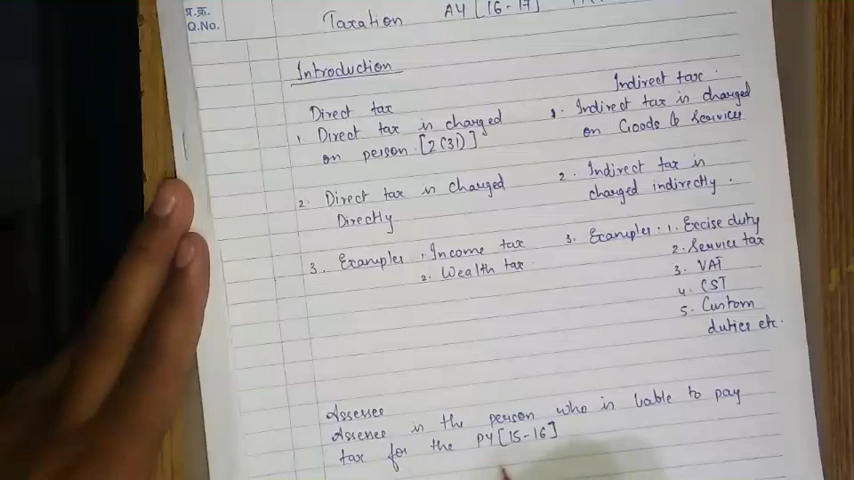 प्र.क्र.
Q.No.
Taxation AY [16-17]
Introduction
Direct tax
1. Direct tax is charged
on person [2(31)]
2. Direct tax is charged
Directly
3. Examples 1. Income tax
2. Wealth tax
Indirect tax.
1. Indirect tax is charged
on Goods & Services
2. Indirect tax is
charged indirectly.
3. Examples. 1. Excise duty
2. Service tax
3. VAT
4. CST
5. Custom
duties etc.
Assessee
Assessee is the person who is liable to pay
tax for the PY [15-16]